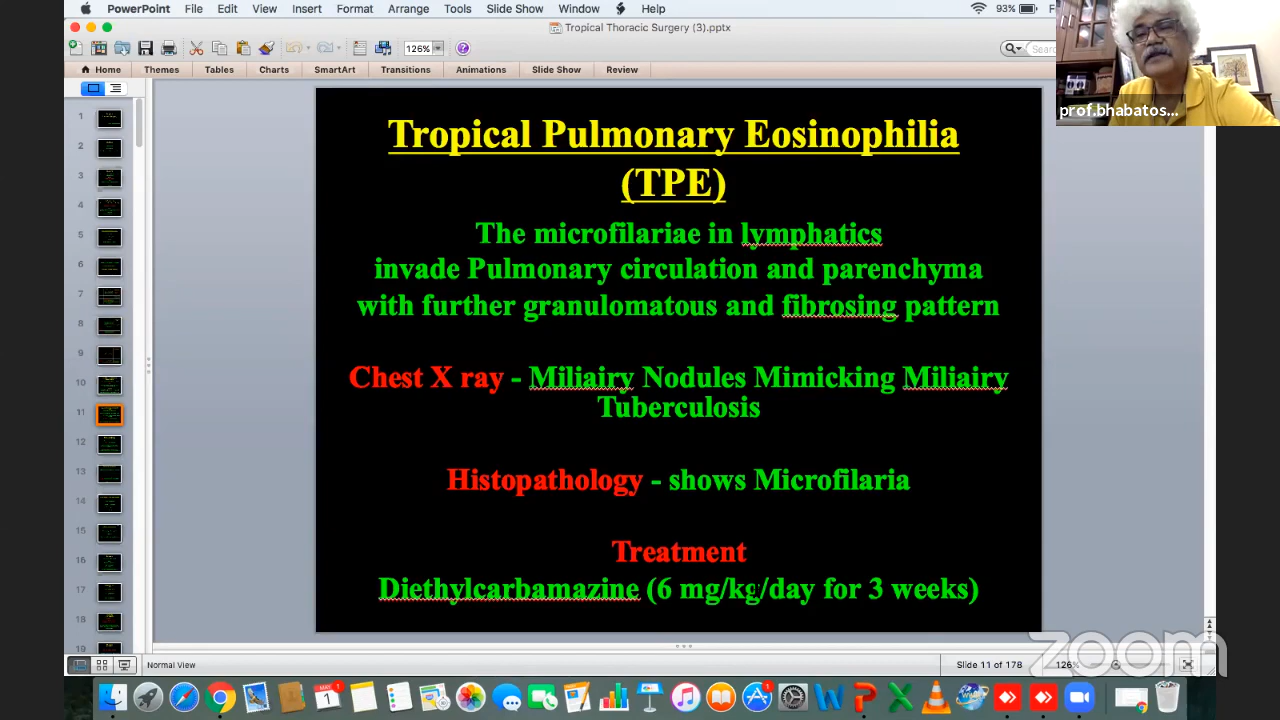 PowerPoint File Edit View Insert Format Arrange Tools Slide Show Window Help 93%
Tropical Thoracic Surgery (3).pptx
126%
Home Themes Tables Charts SmartArt Transitions Animations Slide Show Review
prof.bhabatos...
Tropical Pulmonary Eosinophilia
(TPE)
The microfilariae in lymphatics
invade Pulmonary circulation and parenchyma
with further granulomatous and fibrosing pattern
Chest X ray - Miliairy Nodules Mimicking Miliairy
Tuberculosis
Histopathology - shows Microfilaria
Treatment
Diethylcarbamazine (6 mg/kg/day for 3 weeks)
1
2
3
4
5
6
7
8
9
10
11
12
13
14
15
16
17
18
19
Normal View Slide 11 of 178 126%
zoom